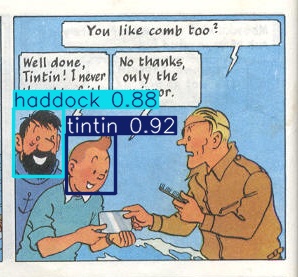 You like comb too?
Well done,
Tintin! I never
No thanks,
only the
haddock 0.88
tintin 0.92